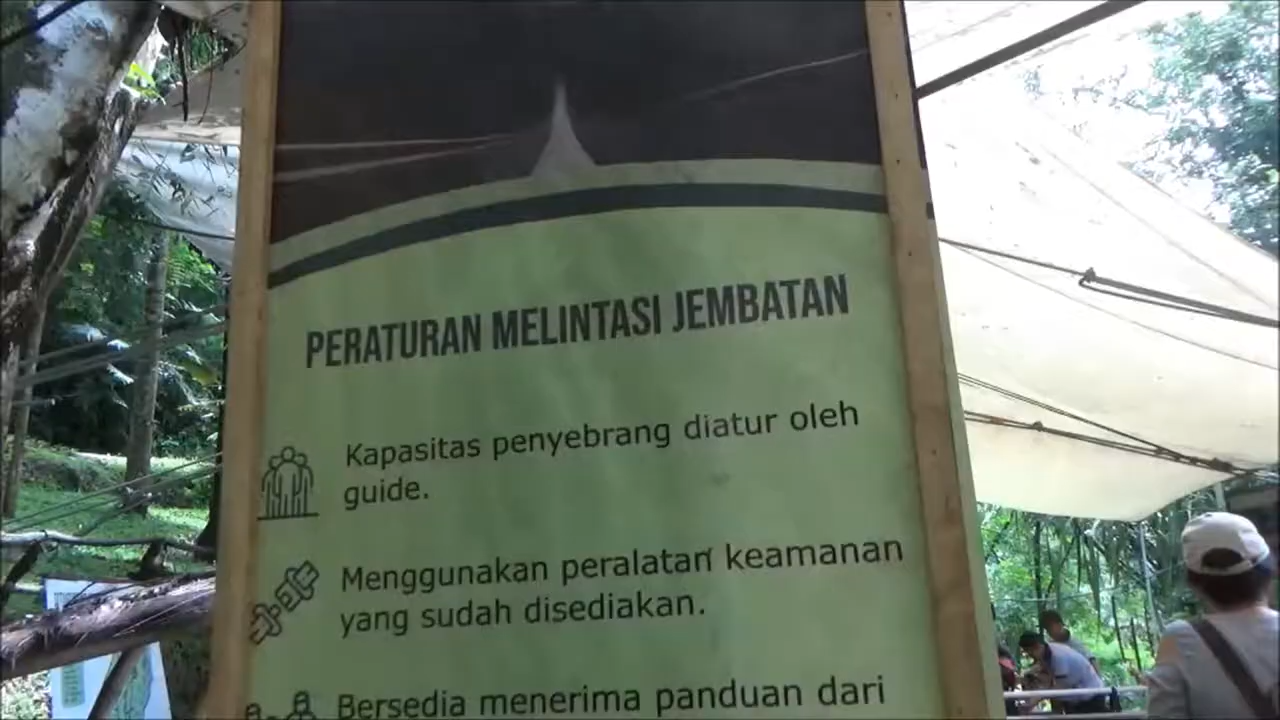 PERATURAN MELINTASI JEMBATAN
Kapasitas penyebrang diatur oleh
guide.
Menggunakan peralatan keamanan
yang sudah disediakan.
Bersedia menerima panduan dari